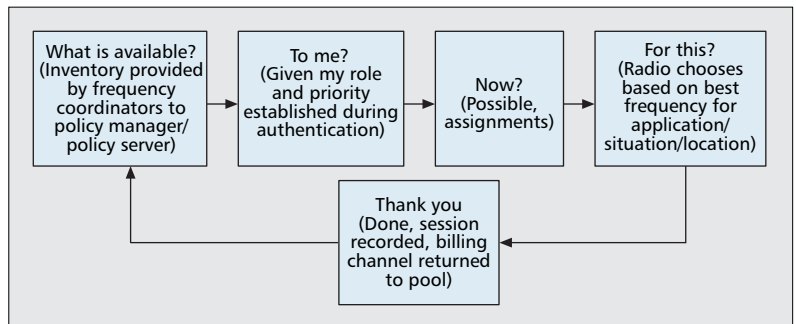 What is available?
(Inventory provided
by frequency
coordinators to
policy manager/
policy server)
To me?
(Given my role
and priority
established during
authentication)
Now?
(Possible,
assignments)
For this?
(Radio chooses
based on best
frequency for
application/
situation/location)
Thank you
(Done, session
recorded, billing
channel returned
to pool)